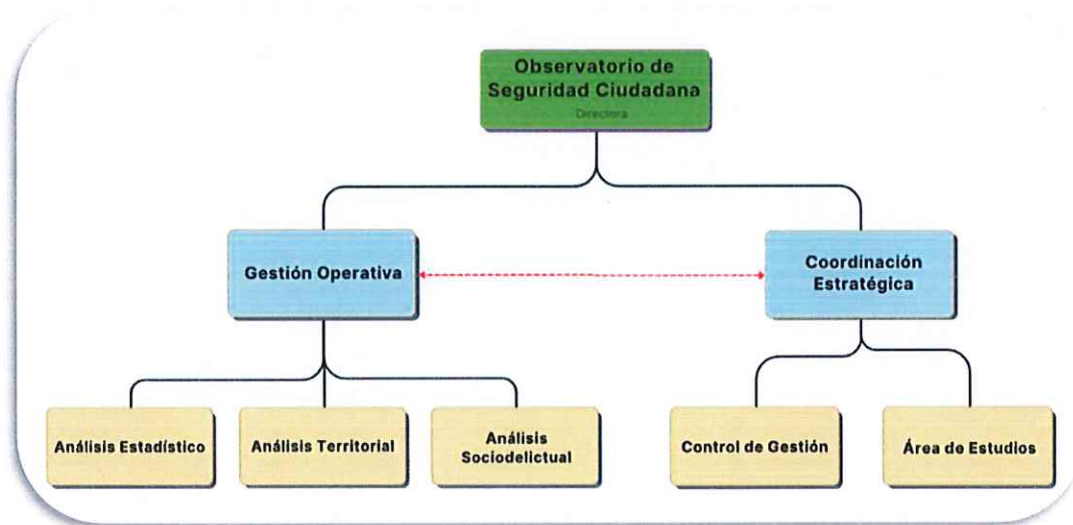 Observatorio de
Seguridad Ciudadana
Directora
Gestión Operativa
Coordinación
Estratégica
Análisis Estadístico
Análisis Territorial
Análisis
Sociodelictual
Control de Gestión
Área de Estudios